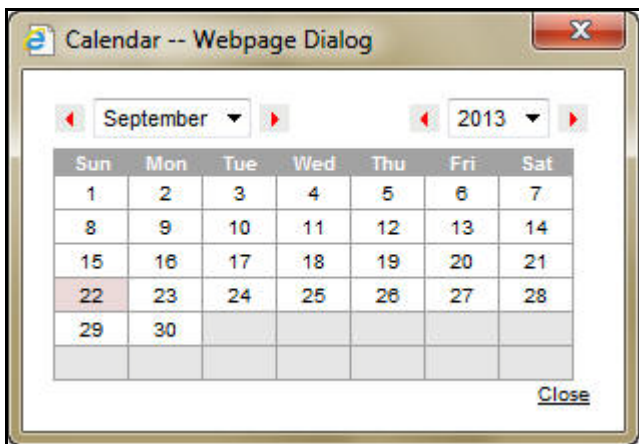 Calendar -- Webpage Dialog
September 2013
Sun Mon Tue Wed Thu Fri Sat
1 2 3 4 5 6 7
8 9 10 11 12 13 14
15 16 17 18 19 20 21
22 23 24 25 26 27 28
29 30
Close